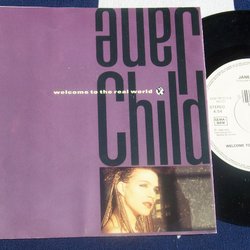 Jane
welcome to the real world
Child
JANE
STEREO
WELCOME TO